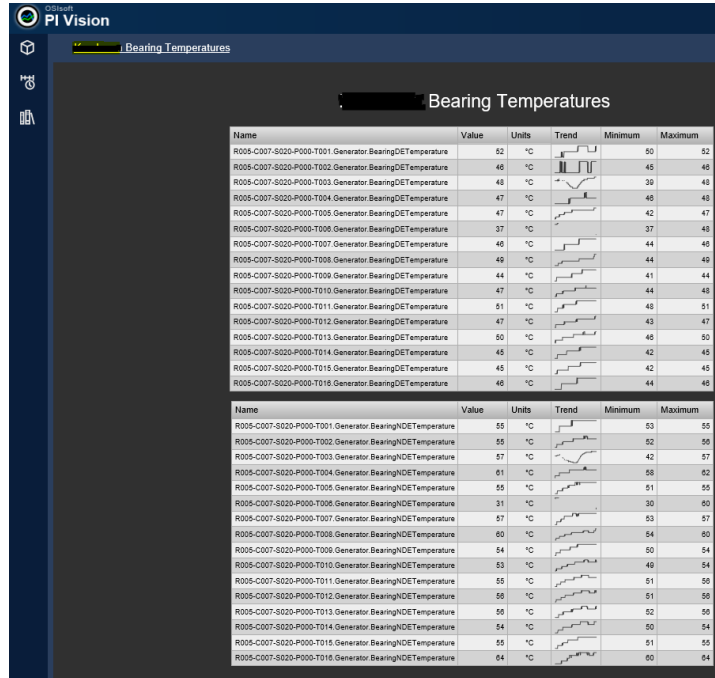 OSIsoft
PI Vision
Bearing Temperatures
Bearing Temperatures
Name Value Units Trend Minimum Maximum
R005-C007-S020-P000-T001.Generator.BearingDETemperature 52 °C 50 52
R005-C007-S020-P000-T002.Generator.BearingDETemperature 46 °C 45 46
R005-C007-S020-P000-T003.Generator.BearingDETemperature 48 °C 39 48
R005-C007-S020-P000-T004.Generator.BearingDETemperature 47 °C 46 48
R005-C007-S020-P000-T005.Generator.BearingDETemperature 47 °C 42 47
R005-C007-S020-P000-T006.Generator.BearingDETemperature 37 °C 37 48
R005-C007-S020-P000-T007.Generator.BearingDETemperature 46 °C 44 46
R005-C007-S020-P000-T008.Generator.BearingDETemperature 49 °C 44 49
R005-C007-S020-P000-T009.Generator.BearingDETemperature 44 °C 41 44
R005-C007-S020-P000-T010.Generator.BearingDETemperature 47 °C 44 48
R005-C007-S020-P000-T011.Generator.BearingDETemperature 51 °C 48 51
R005-C007-S020-P000-T012.Generator.BearingDETemperature 47 °C 43 47
R005-C007-S020-P000-T013.Generator.BearingDETemperature 50 °C 46 50
R005-C007-S020-P000-T014.Generator.BearingDETemperature 45 °C 42 45
R005-C007-S020-P000-T015.Generator.BearingDETemperature 45 °C 42 45
R005-C007-S020-P000-T016.Generator.BearingDETemperature 46 °C 44 46
Name Value Units Trend Minimum Maximum
R005-C007-S020-P000-T001.Generator.BearingNDETemperature 55 °C 53 55
R005-C007-S020-P000-T002.Generator.BearingNDETemperature 55 °C 52 56
R005-C007-S020-P000-T003.Generator.BearingNDETemperature 57 °C 42 57
R005-C007-S020-P000-T004.Generator.BearingNDETemperature 61 °C 58 62
R005-C007-S020-P000-T005.Generator.BearingNDETemperature 55 °C 51 55
R005-C007-S020-P000-T006.Generator.BearingNDETemperature 31 °C 30 60
R005-C007-S020-P000-T007.Generator.BearingNDETemperature 57 °C 53 57
R005-C007-S020-P000-T008.Generator.BearingNDETemperature 60 °C 54 60
R005-C007-S020-P000-T009.Generator.BearingNDETemperature 54 °C 50 54
R005-C007-S020-P000-T010.Generator.BearingNDETemperature 53 °C 49 54
R005-C007-S020-P000-T011.Generator.BearingNDETemperature 55 °C 51 56
R005-C007-S020-P000-T012.Generator.BearingNDETemperature 56 °C 51 56
R005-C007-S020-P000-T013.Generator.BearingNDETemperature 56 °C 52 56
R005-C007-S020-P000-T014.Generator.BearingNDETemperature 54 °C 50 54
R005-C007-S020-P000-T015.Generator.BearingNDETemperature 55 °C 51 55
R005-C007-S020-P000-T016.Generator.BearingNDETemperature 64 °C 60 64